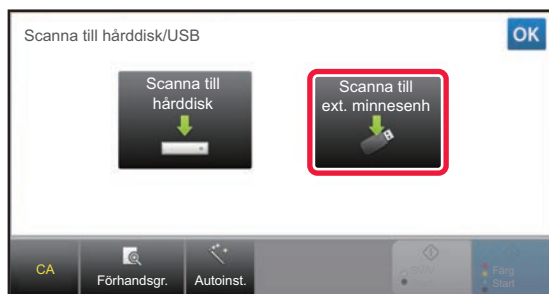 Scanna till hårddisk/USB
OK
Scanna till
hårddisk
Scanna till
ext. minnesenh
CA
Förhandsgr.
Autoinst.
S/W
Färg
Start